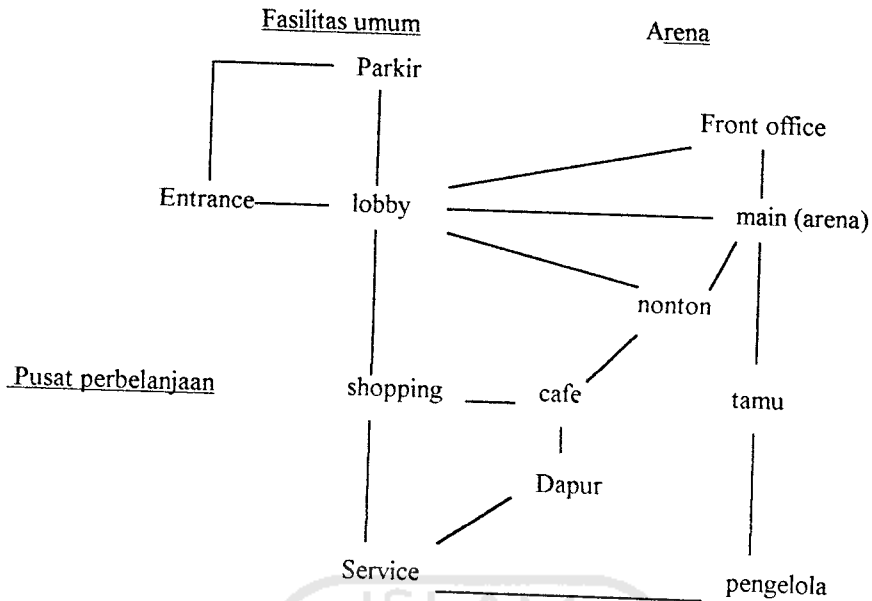 Fasilitas umum
Arena
Parkir
Front office
Entrance
lobby
main (arena)
nonton
Pusat perbelanjaan
shopping
cafe
tamu
Dapur
Service
pengelola